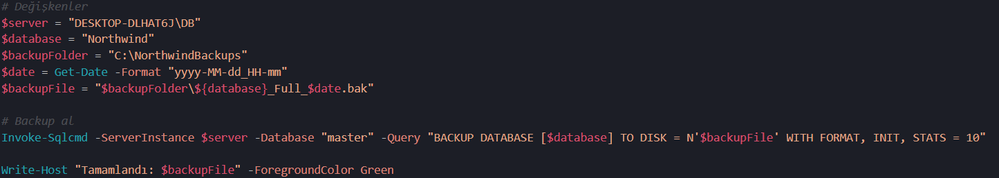 # Değişkenler
$server = "DESKTOP-DLHAT6J\DB"
$database = "Northwind"
$backupFolder = "C:\NorthwindBackups"
$date = Get-Date -Format "yyyy-MM-dd_HH-mm"
$backupFile = "$backupFolder\${database}_Full_$date.bak"

# Backup al
Invoke-Sqlcmd -ServerInstance $server -Database "master" -Query "BACKUP DATABASE [$database] TO DISK = N'$backupFile' WITH FORMAT, INIT, STATS = 10"

Write-Host "Tamamlandı: $backupFile" -ForegroundColor Green